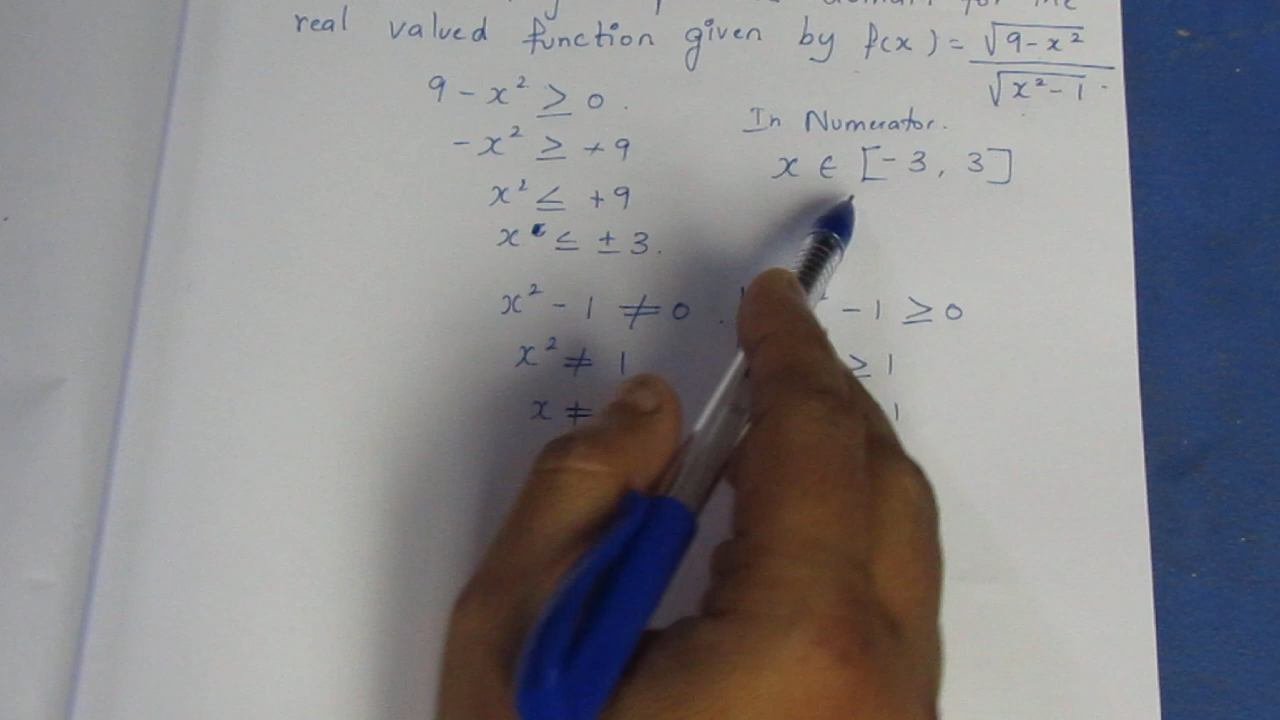 real valued function given by f(x) = √(9-x²) / √(x²-1)
9 - x² ≥ 0.
In Numerator.
-x² ≥ +9
x ∈ [-3, 3]
x² ≤ +9
x ≤ ±3.
x² - 1 ≠ 0. - 1 ≥ 0
x² ≠ 1 ≥ 1
x ≠ 1